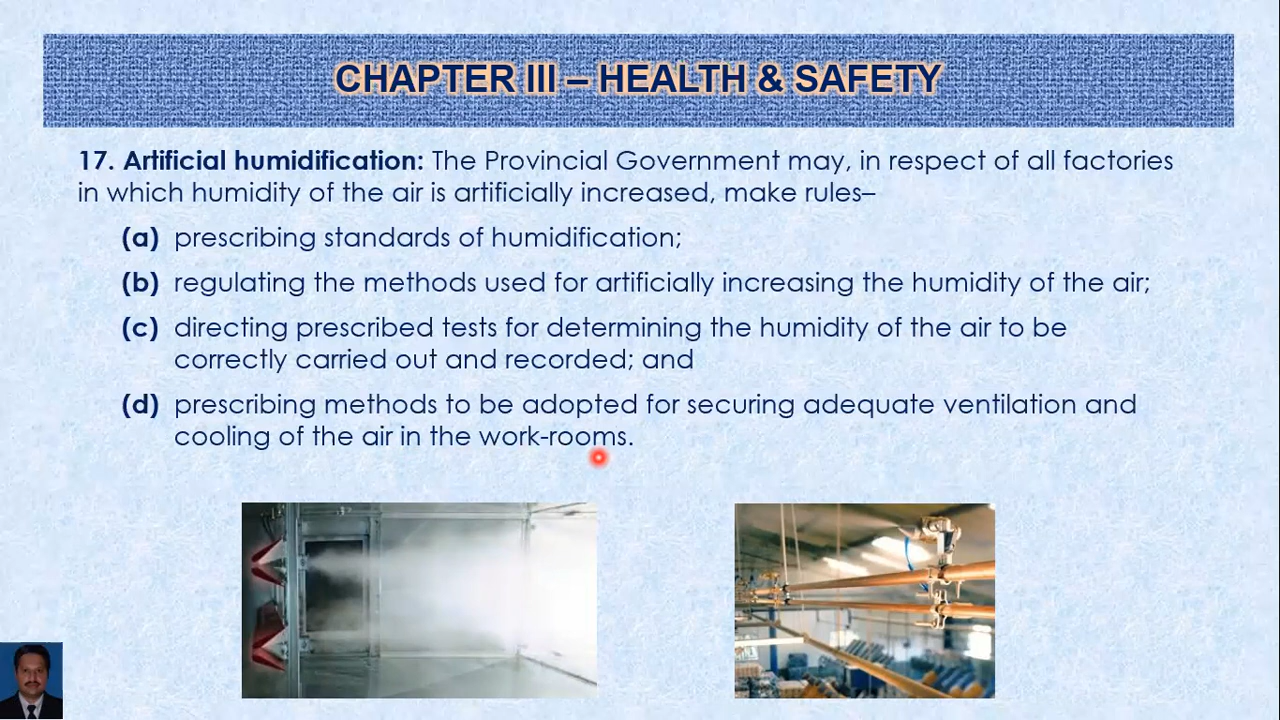 CHAPTER III – HEALTH & SAFETY
17. Artificial humidification: The Provincial Government may, in respect of all factories
in which humidity of the air is artificially increased, make rules–
(a) prescribing standards of humidification;
(b) regulating the methods used for artificially increasing the humidity of the air;
(c) directing prescribed tests for determining the humidity of the air to be
correctly carried out and recorded; and
(d) prescribing methods to be adopted for securing adequate ventilation and
cooling of the air in the work-rooms.